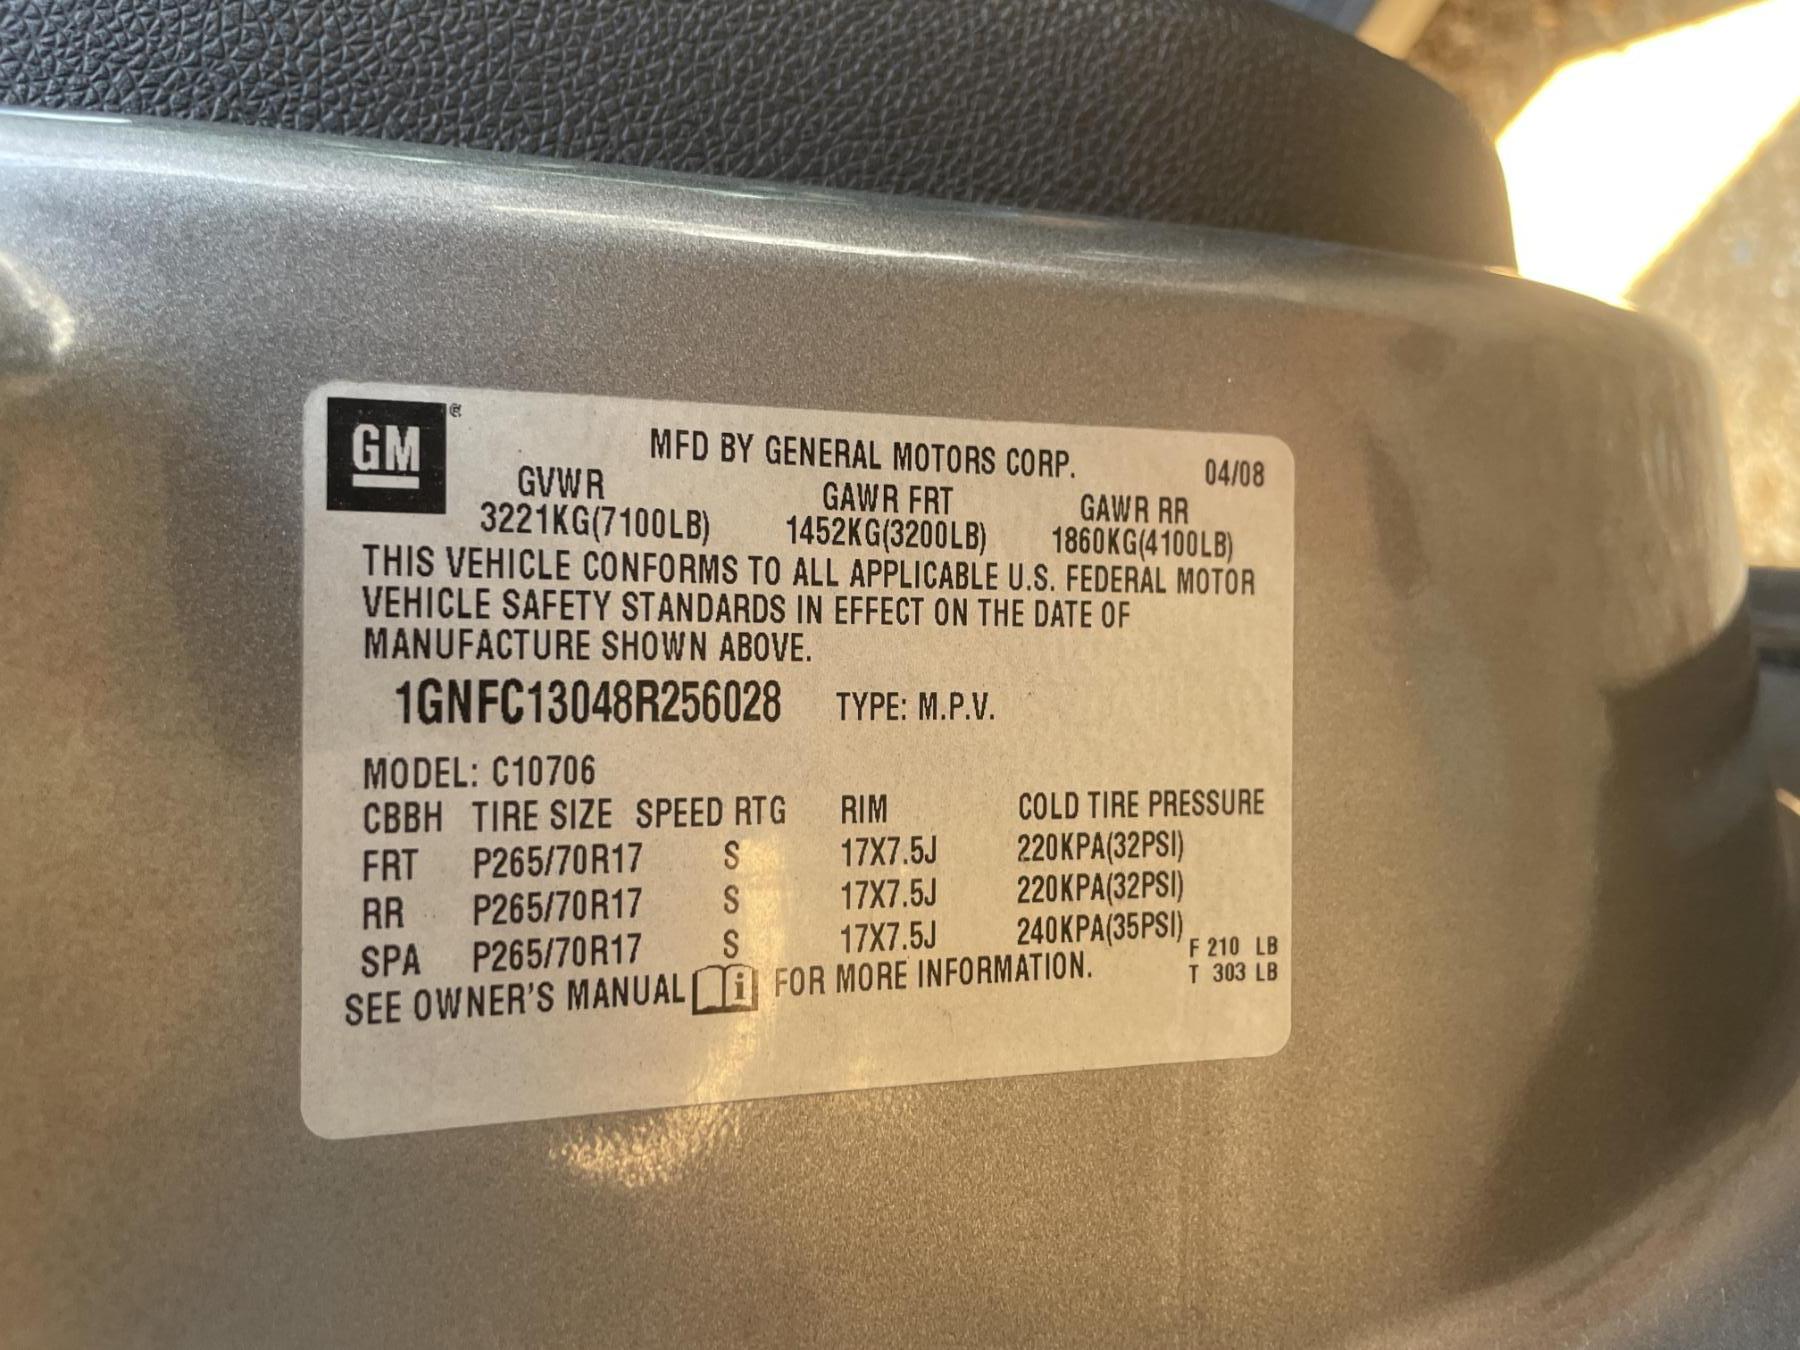 GM
MFD BY GENERAL MOTORS CORP. 04/08
GVWR GAWR FRT GAWR RR
3221KG(7100LB) 1452KG(3200LB) 1860KG(4100LB)
THIS VEHICLE CONFORMS TO ALL APPLICABLE U.S. FEDERAL MOTOR
VEHICLE SAFETY STANDARDS IN EFFECT ON THE DATE OF
MANUFACTURE SHOWN ABOVE.
1GNFC13048R256028 TYPE: M.P.V.
MODEL: C10706
CBBH TIRE SIZE SPEED RTG RIM COLD TIRE PRESSURE
FRT P265/70R17 S 17X7.5J 220KPA(32PSI)
RR P265/70R17 S 17X7.5J 220KPA(32PSI)
SPA P265/70R17 S 17X7.5J 240KPA(35PSI)
F 210 LB
T 303 LB
SEE OWNER'S MANUAL i FOR MORE INFORMATION.